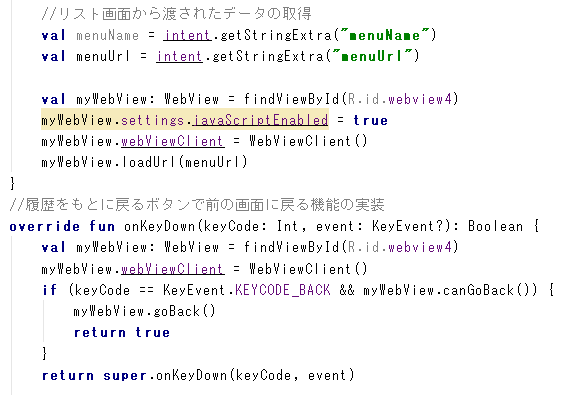 //リスト画面から渡されたデータの取得
val menuName = intent.getStringExtra("menuName")
val menuUrl = intent.getStringExtra("menuUrl")
val myWebView: WebView = findViewById(R.id.webview4)
myWebView.settings.javaScriptEnabled = true
myWebView.webViewClient = WebViewClient()
myWebView.loadUrl(menuUrl)
}
//履歴をもとに戻るボタンで前の画面に戻る機能の実装
override fun onKeyDown(keyCode: Int, event: KeyEvent?): Boolean {
val myWebView: WebView = findViewById(R.id.webview4)
myWebView.webViewClient = WebViewClient()
if (keyCode == KeyEvent.KEYCODE_BACK && myWebView.canGoBack()) {
myWebView.goBack()
return true
}
return super.onKeyDown(keyCode, event)